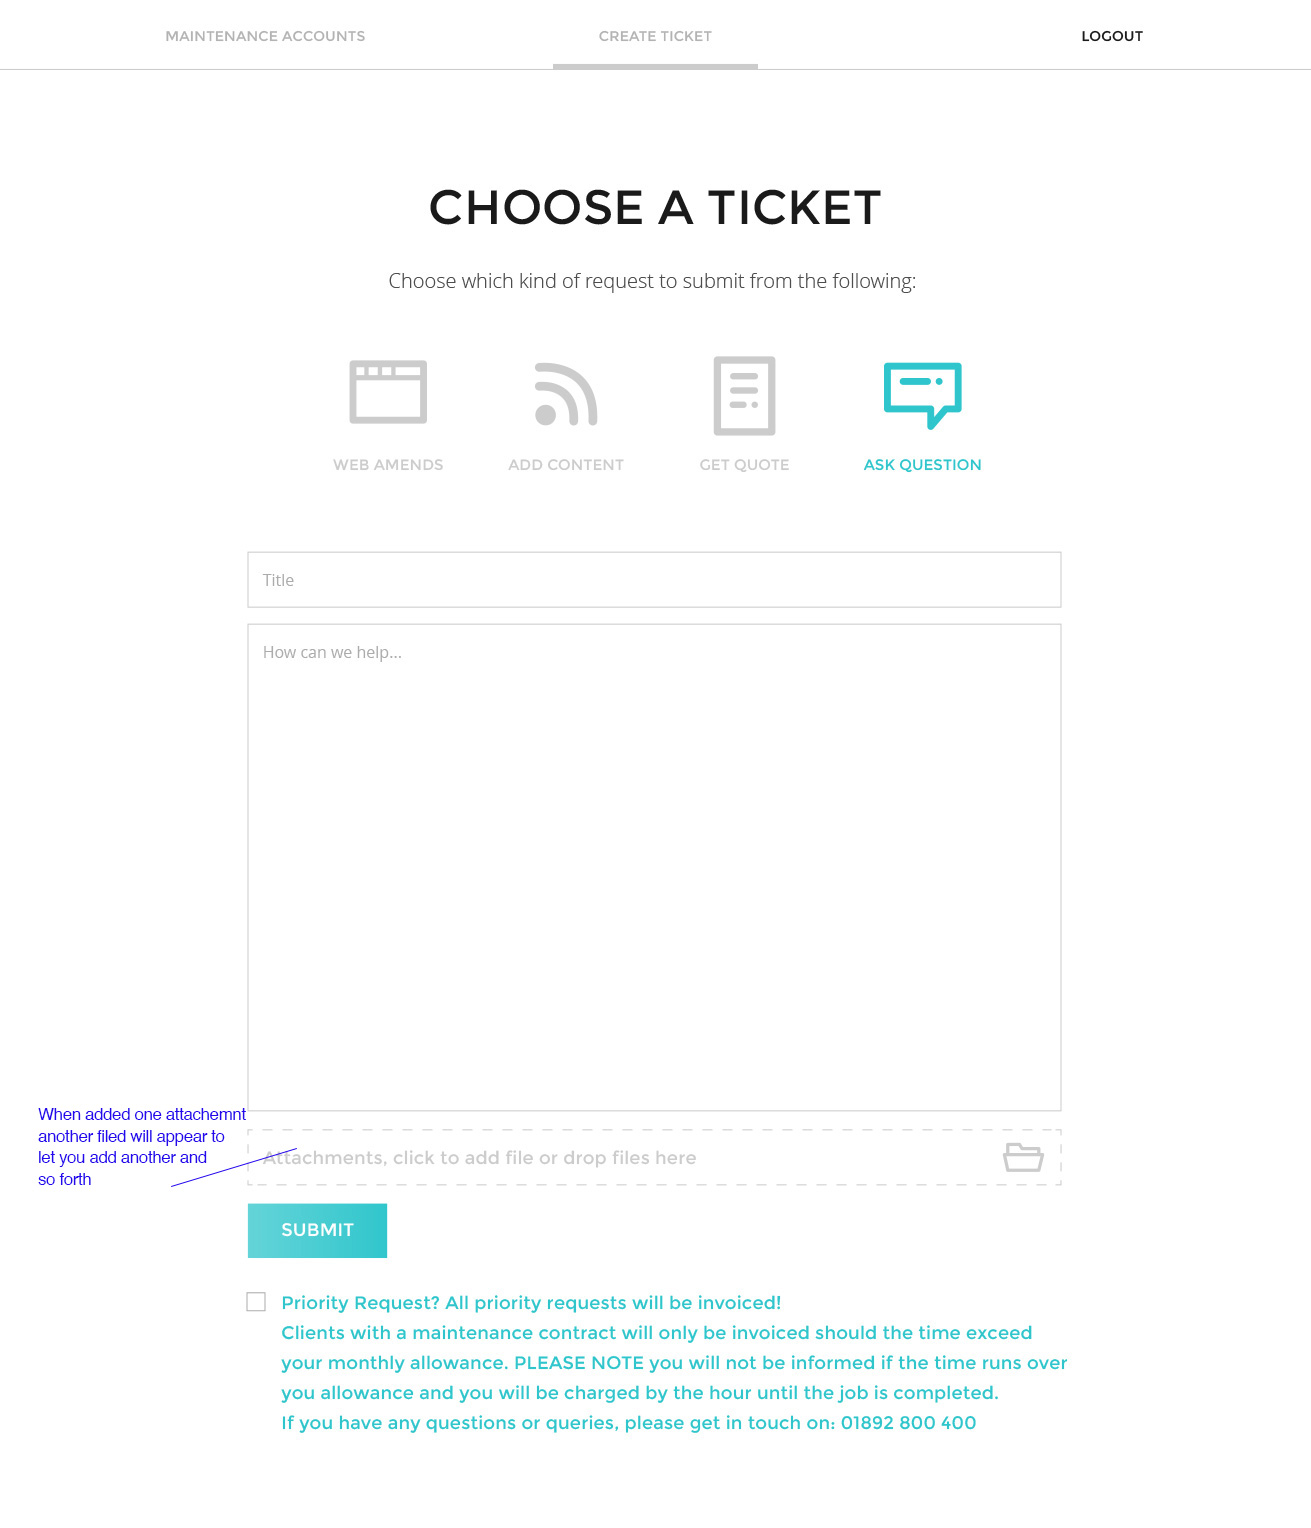 MAINTENANCE ACCOUNTS
CREATE TICKET
LOGOUT
CHOOSE A TICKET
Choose which kind of request to submit from the following:
WEB AMENDS
ADD CONTENT
GET QUOTE
ASK QUESTION
Title
How can we help...
When added one attachemnt
another filed will appear to
let you add another and
so forth
Attachments, click to add file or drop files here
SUBMIT
Priority Request? All priority requests will be invoiced!
Clients with a maintenance contract will only be invoiced should the time exceed
your monthly allowance. PLEASE NOTE you will not be informed if the time runs over
you allowance and you will be charged by the hour until the job is completed.
If you have any questions or queries, please get in touch on: 01892 800 400